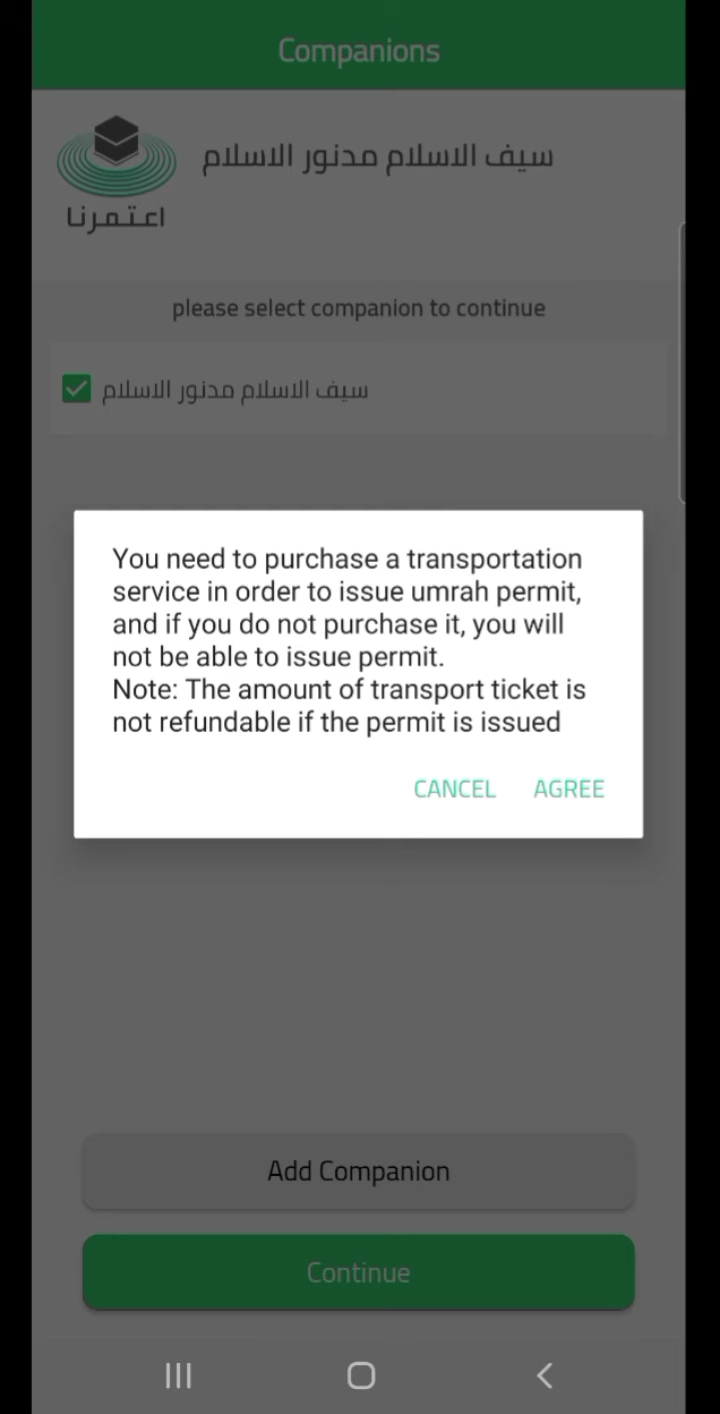 Companions
سيف الاسلام مدنور الاسلام
اعتمرنا
please select companion to continue
سيف الاسلام مدنور الاسلام
You need to purchase a transportation
service in order to issue umrah permit,
and if you do not purchase it, you will
not be able to issue permit.
Note: The amount of transport ticket is
not refundable if the permit is issued
CANCEL AGREE
Add Companion
Continue